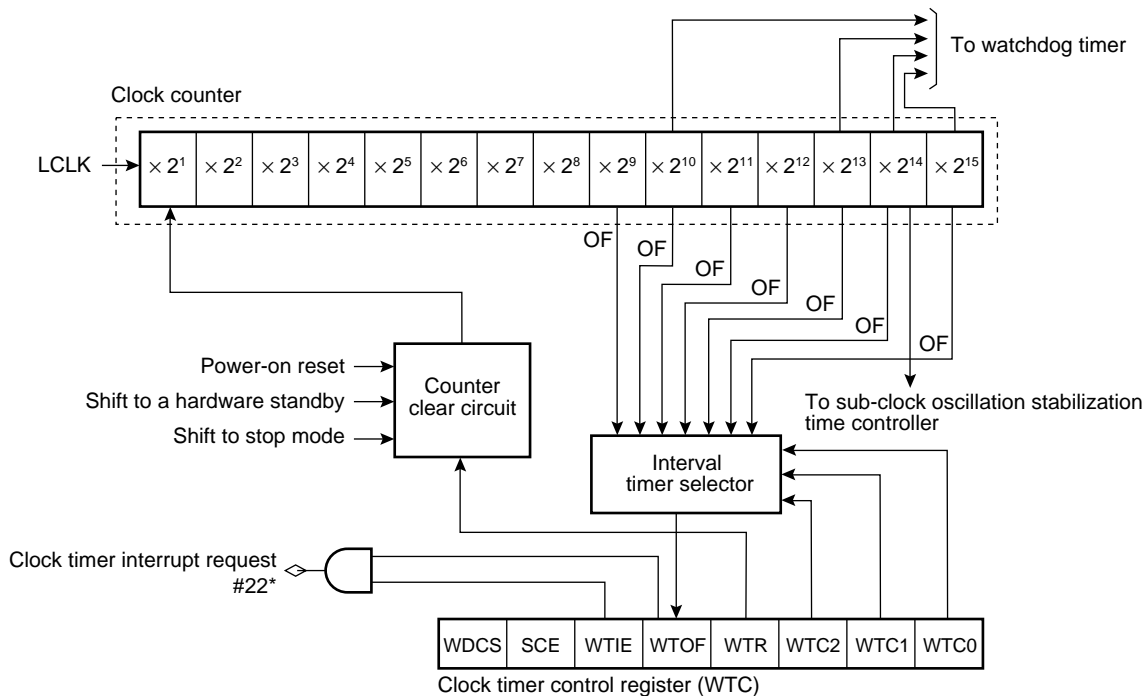 To watchdog timer
Clock counter
LCLK
× 2¹ × 2² × 2³ × 2⁴ × 2⁵ × 2⁶ × 2⁷ × 2⁸ × 2⁹ × 2¹⁰ × 2¹¹ × 2¹² × 2¹³ × 2¹⁴ × 2¹⁵
OF
OF
OF
OF
OF
OF
OF
Power-on reset
Shift to a hardware standby
Shift to stop mode
Counter
clear circuit
To sub-clock oscillation stabilization
time controller
Interval
timer selector
Clock timer interrupt request
#22*
WDCS SCE WTIE WTOF WTR WTC2 WTC1 WTC0
Clock timer control register (WTC)